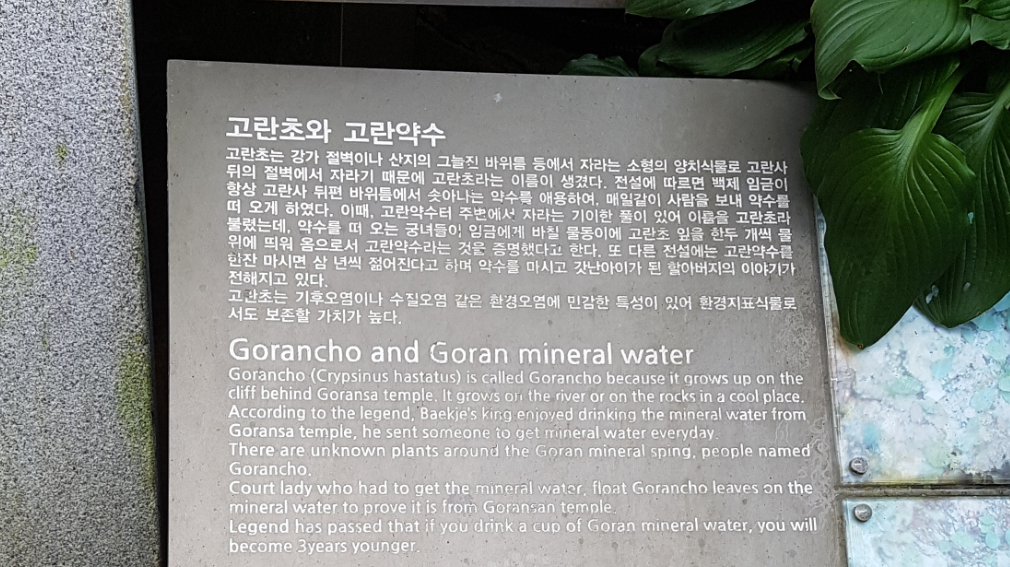 고란초와 고란약수
고란초는 강가 절벽이나 산지의 그늘진 바위틈 등에서 자라는 소형의 양치식물로 고란사
뒤의 절벽에서 자라기 때문에 고란초라는 이름이 생겼다. 전설에 따르면 백제 임금이
항상 고란사 뒤편 바위틈에서 솟아나는 약수를 애용하여, 매일같이 사람을 보내 약수를
떠 오게 하였다. 이때, 고란약수터 주변에서 자라는 기이한 풀이 있어 이름을 고란초라
불렀는데, 약수를 떠 오는 궁녀들이 임금에게 바칠 물동이에 고란초 잎을 한두 개씩 물
위에 띄워 옴으로서 고란약수라는 것을 증명했다고 한다. 또 다른 전설에는 고란약수를
한잔 마시면 삼 년씩 젊어진다고 하며 약수를 마시고 갓난아이가 된 할아버지의 이야기가
전해지고 있다.
고란초는 기후오염이나 수질오염 같은 환경오염에 민감한 특성이 있어 환경지표식물로
서도 보존할 가치가 높다.
Gorancho and Goran mineral water
Gorancho (Crypsinus hastatus) is called Gorancho because it grows up on the
cliff behind Goransa temple. It grows on the river or on the rocks in a cool place.
According to the legend, Baekje's king enjoyed drinking the mineral water from
Goransa temple, he sent someone to get mineral water everyday.
There are unknown plants around the Goran mineral sping, people named
Gorancho.
Court lady who had to get the mineral water, float Gorancho leaves on the
mineral water to prove it is from Goransan temple.
Legend has passed that if you drink a cup of Goran mineral water, you will
become 3years younger.